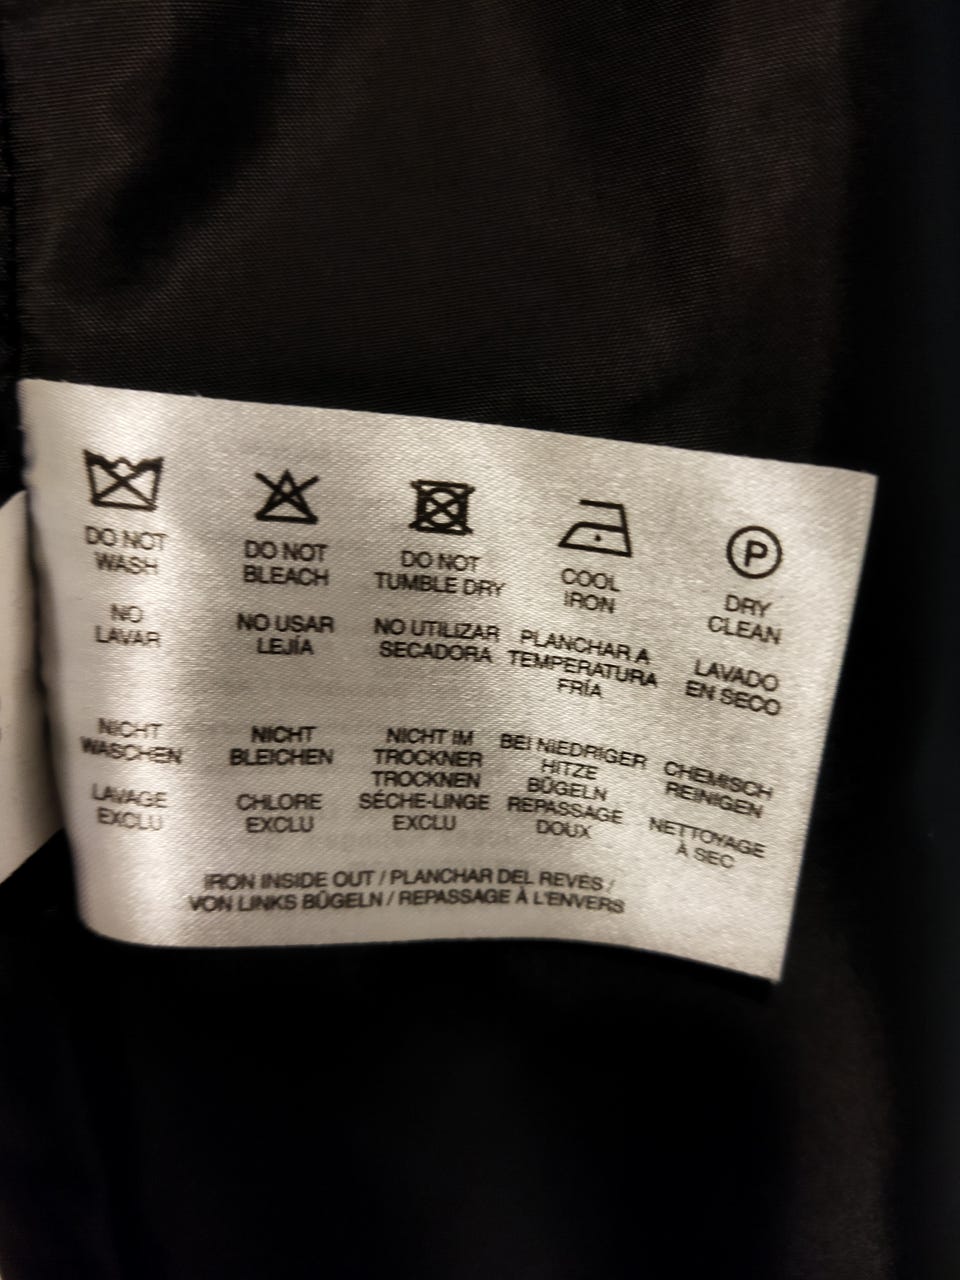 DO NOT
WASH
NO
LAVAR
NICHT
WASCHEN
LAVAGE
EXCLU
DO NOT
BLEACH
NO USAR
LEJÍA
NICHT
BLEICHEN
CHLORE
EXCLU
DO NOT
TUMBLE DRY
NO UTILIZAR
SECADORA
NICHT IM
TROCKNER
TROCKNEN
SÈCHE-LINGE
EXCLU
COOL
IRON
PLANCHAR A
TEMPERATURA
FRÍA
BEI NIEDRIGER
HITZE
BÜGELN
REPASSAGE
DOUX
P
DRY
CLEAN
LAVADO
EN SECO
CHEMISCH
REINIGEN
NETTOYAGE
À SEC
IRON INSIDE OUT / PLANCHAR DEL REVÉS /
VON LINKS BÜGELN / REPASSAGE À L'ENVERS